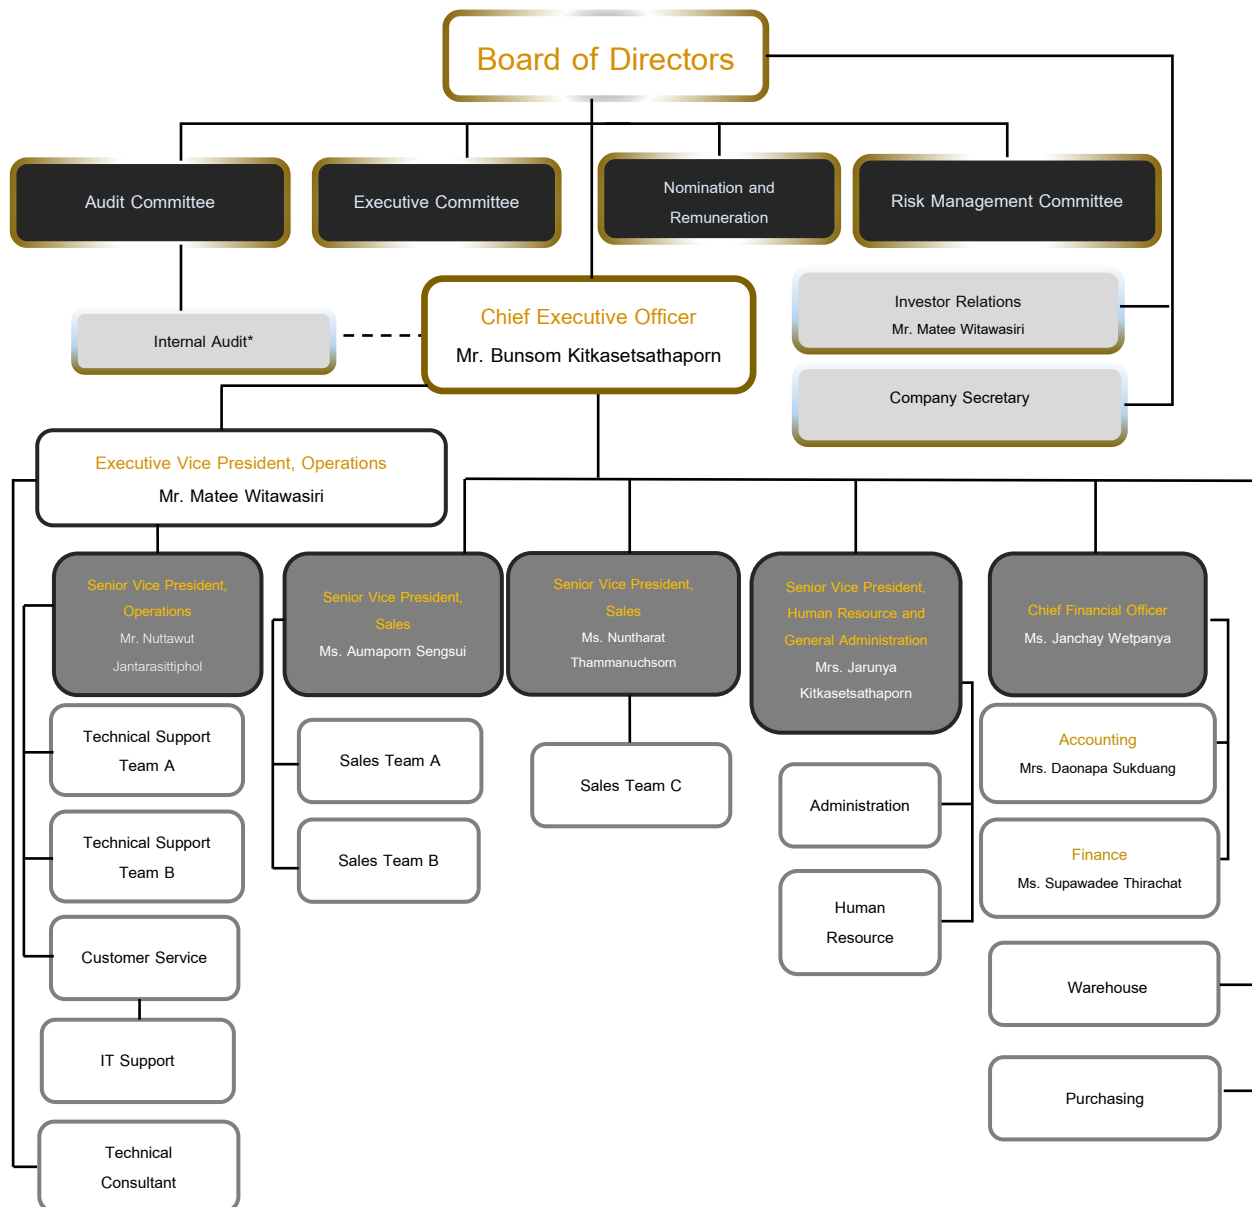 Board of Directors
Audit Committee
Executive Committee
Nomination and
Remuneration
Risk Management Committee
Internal Audit*
Chief Executive Officer
Mr. Bunsom Kitkasetsathaporn
Investor Relations
Mr. Matee Witawasiri
Company Secretary
Executive Vice President, Operations
Mr. Matee Witawasiri
Senior Vice President,
Operations
Mr. Nuttawut
Jantarasittiphol
Senior Vice President,
Sales
Ms. Aumaporn Sengsui
Senior Vice President,
Sales
Ms. Nuntharat
Thammanuchsorn
Senior Vice President,
Human Resource and
General Administration
Mrs. Jarunya
Kitkasetsathaporn
Chief Financial Officer
Ms. Janchay Wetpanya
Technical Support
Team A
Technical Support
Team B
Customer Service
IT Support
Technical
Consultant
Sales Team A
Sales Team B
Sales Team C
Administration
Human
Resource
Accounting
Mrs. Daonapa Sukduang
Finance
Ms. Supawadee Thirachat
Warehouse
Purchasing